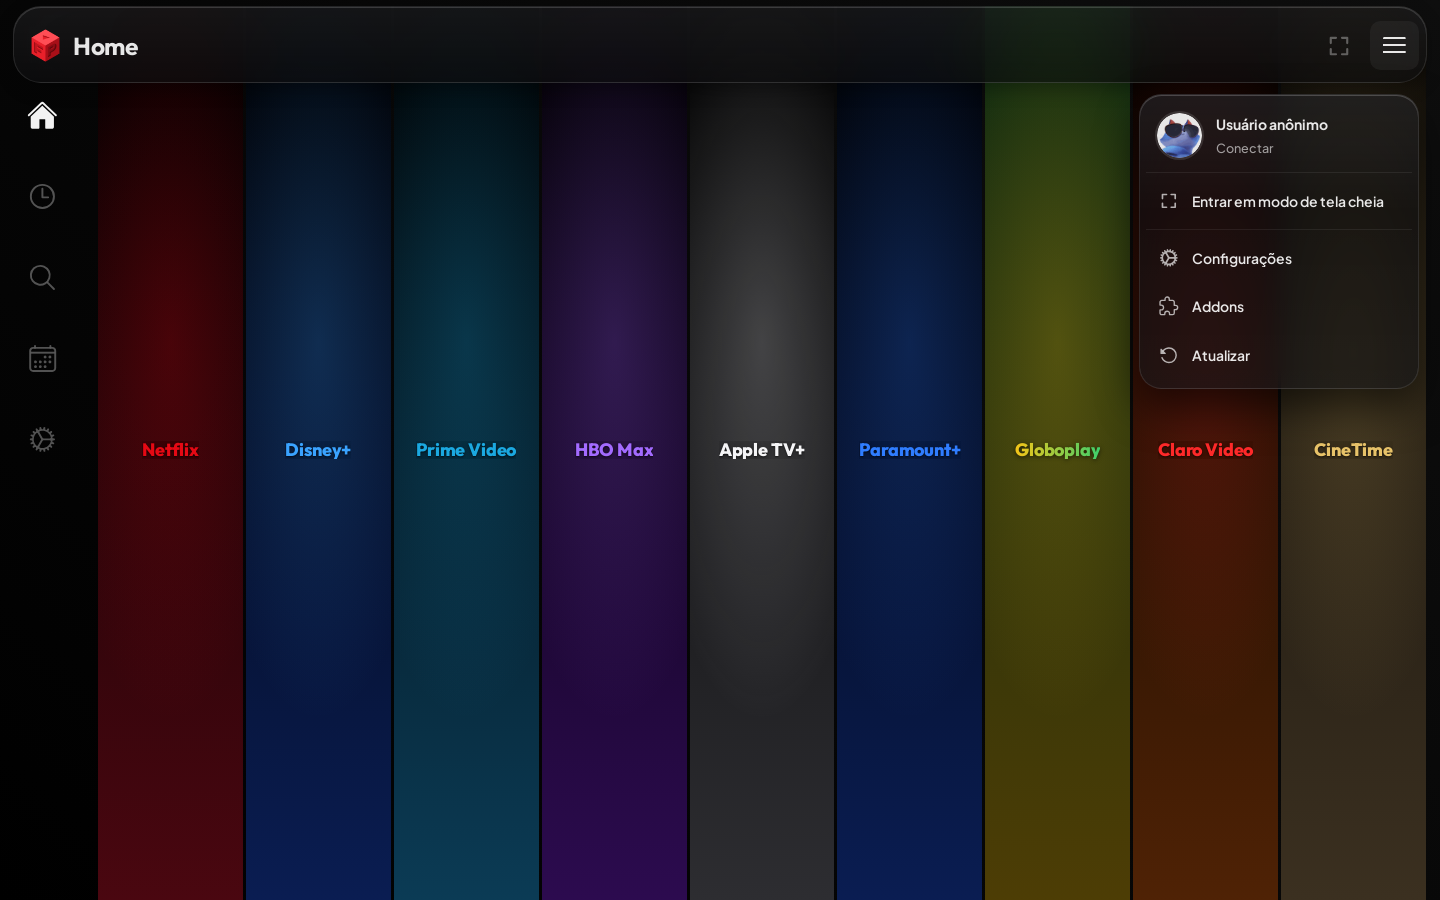 Home
Usuário anônimo
Conectar
Entrar em modo de tela cheia
Configurações
Addons
Atualizar
Netflix
Disney+
Prime Video
HBO Max
Apple TV+
Paramount+
Globoplay
Claro Video
CineTime